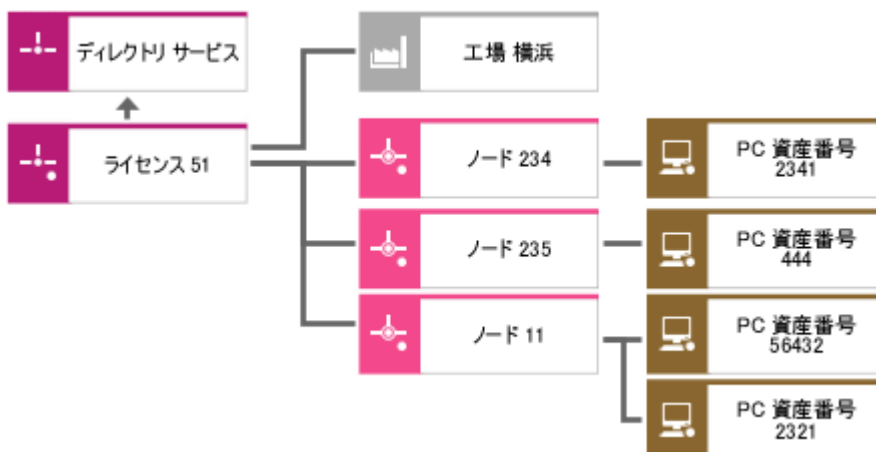 ディレクトリ サービス
工場 横浜
ライセンス 51
ノード 234
PC 資産番号
2341
ノード 235
PC 資産番号
444
ノード 11
PC 資産番号
56432
PC 資産番号
2321